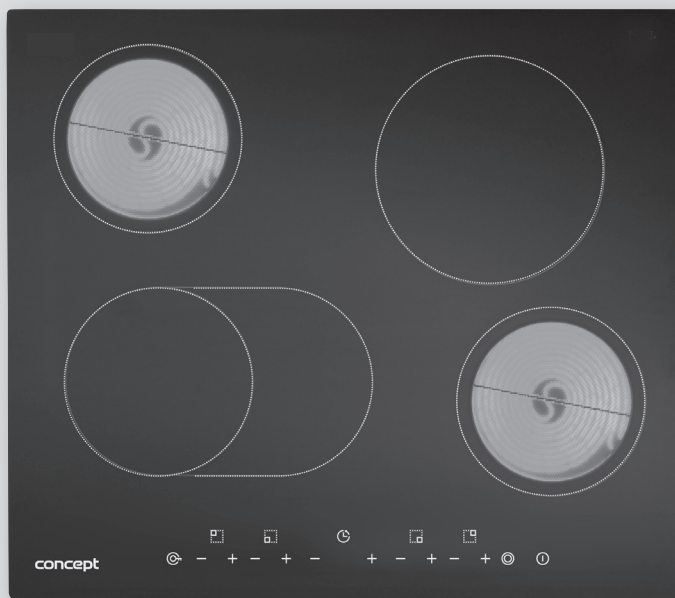 concept
− + − + − + − + − +